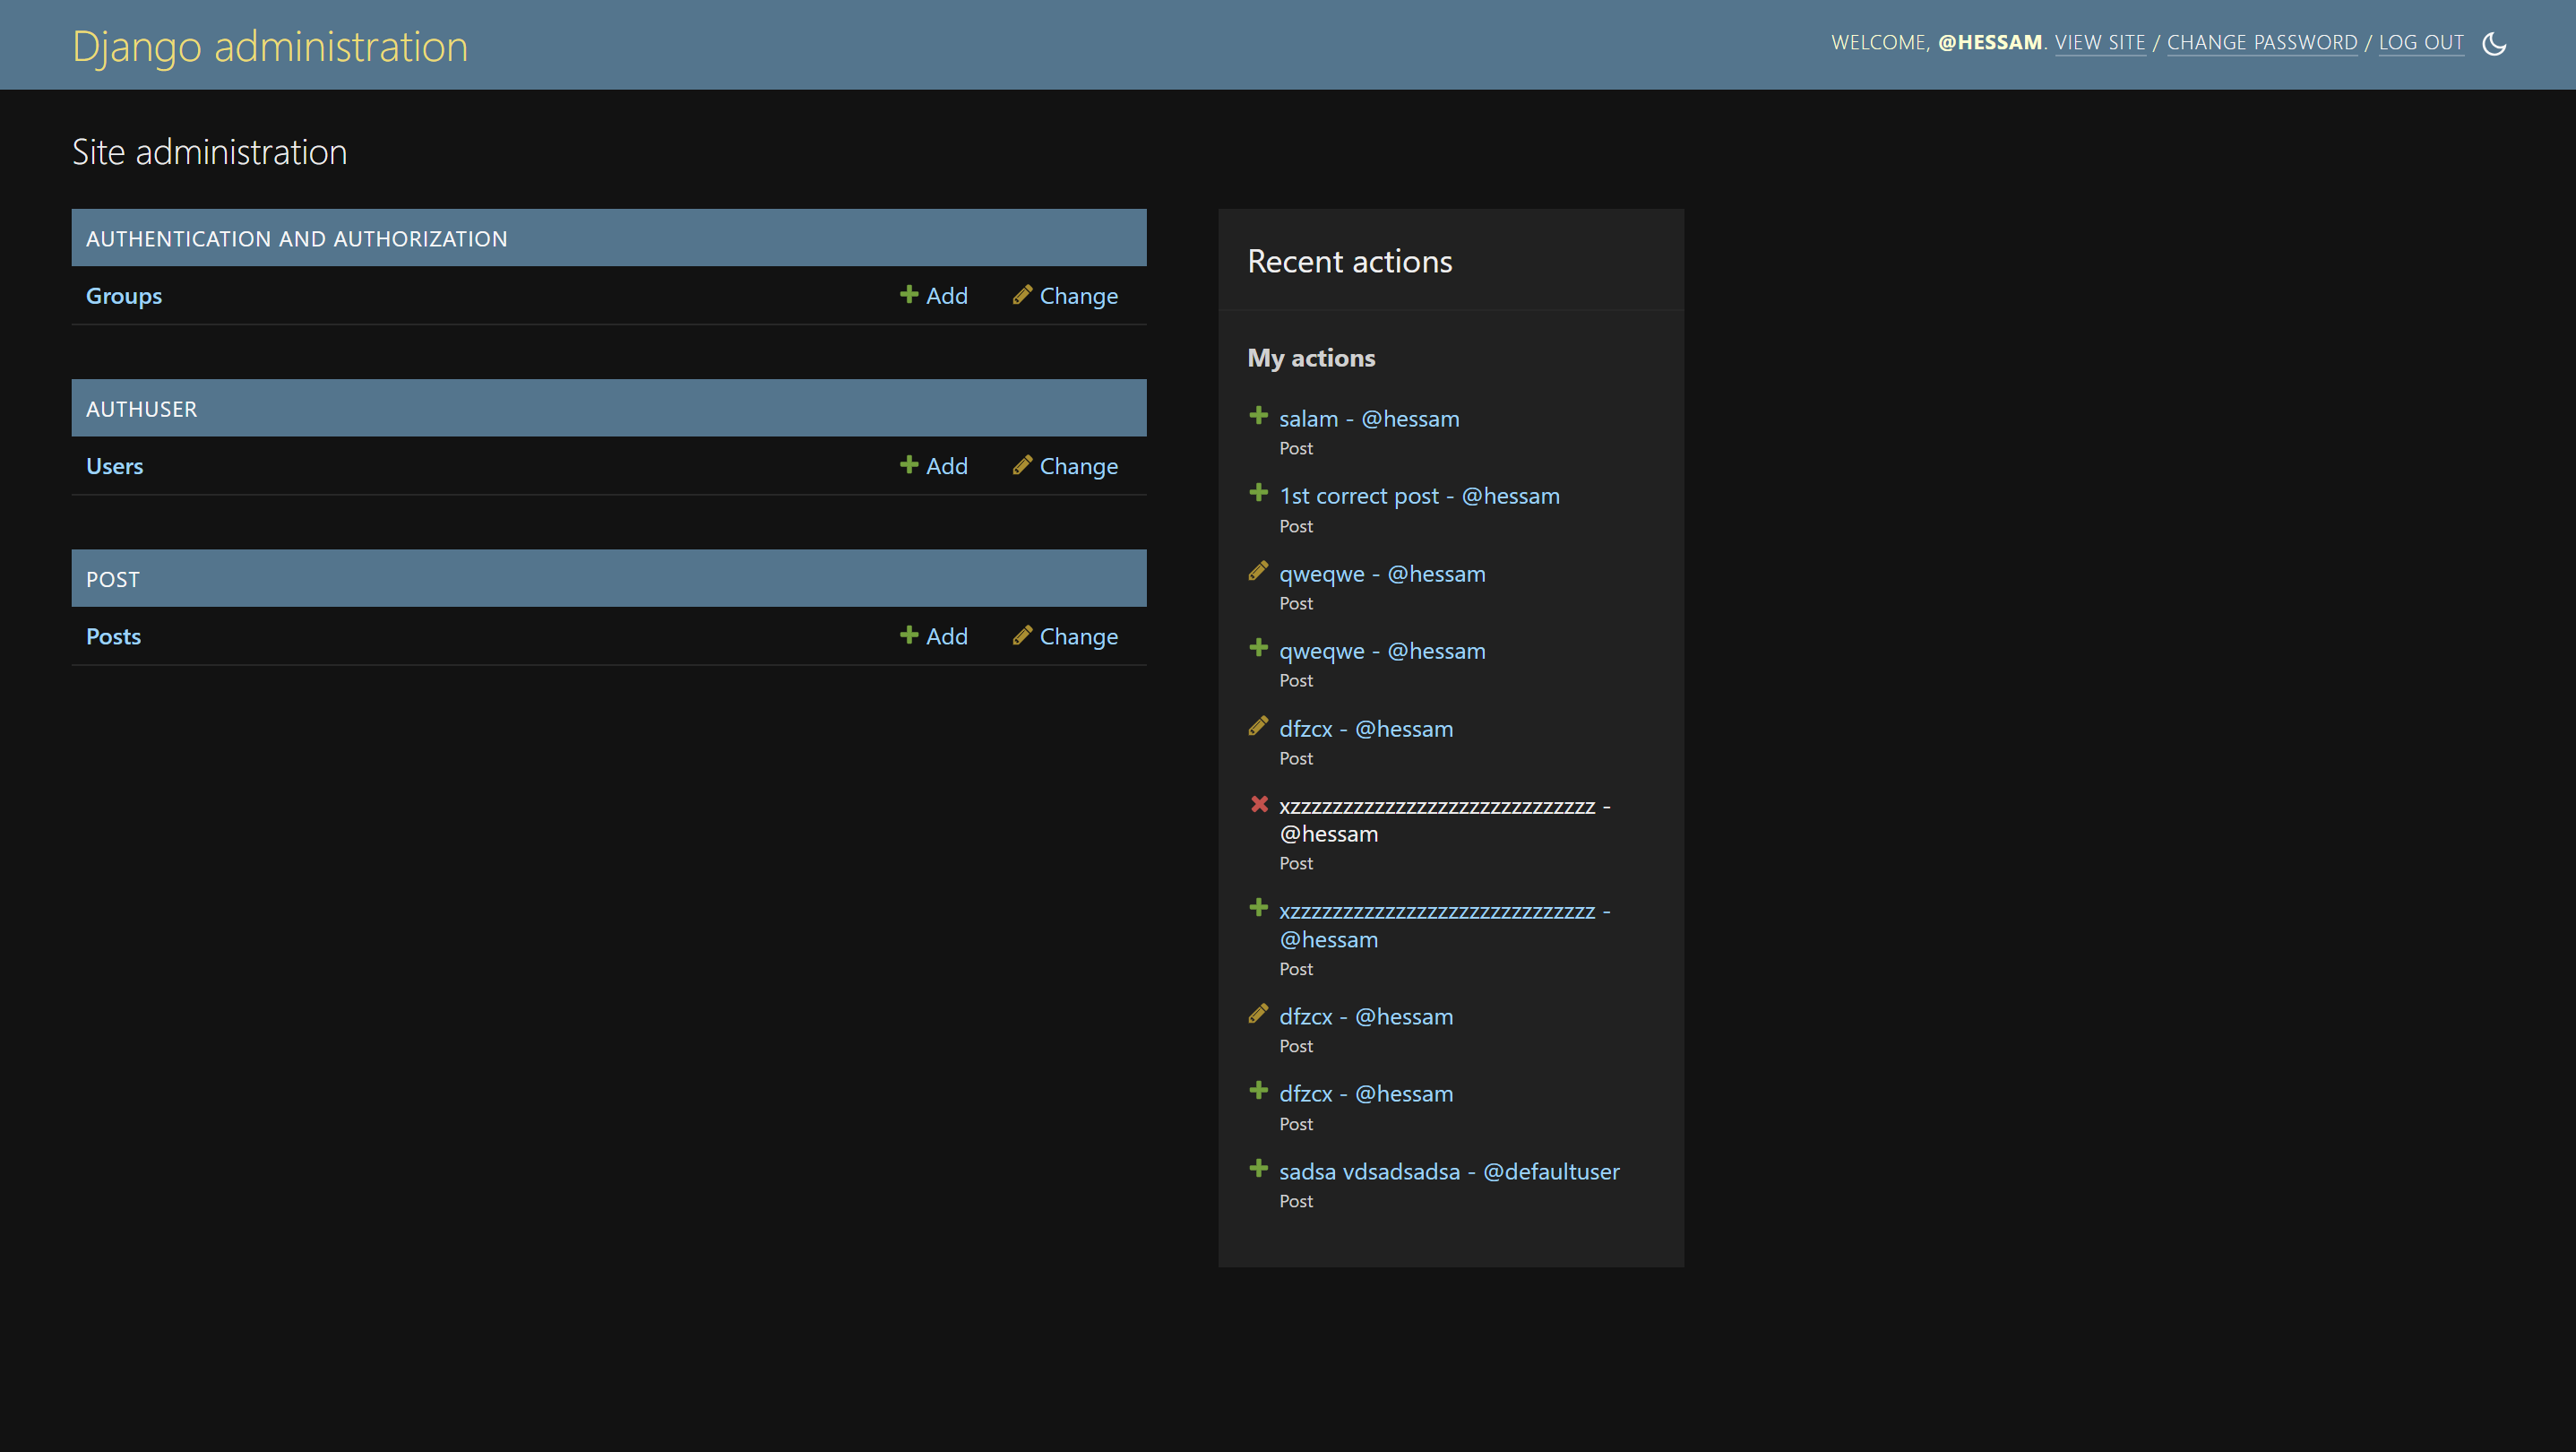 Django administration
WELCOME, @HESSAM. VIEW SITE / CHANGE PASSWORD / LOG OUT
Site administration
AUTHENTICATION AND AUTHORIZATION
Groups Add Change
AUTHUSER
Users Add Change
POST
Posts Add Change
Recent actions
My actions
salam - @hessam
Post
1st correct post - @hessam
Post
qweqwe - @hessam
Post
qweqwe - @hessam
Post
dfzcx - @hessam
Post
xzzzzzzzzzzzzzzzzzzzzzzzzzzzzz -
@hessam
Post
xzzzzzzzzzzzzzzzzzzzzzzzzzzzzz -
@hessam
Post
dfzcx - @hessam
Post
dfzcx - @hessam
Post
sadsa vdsadsadsa - @defaultuser
Post